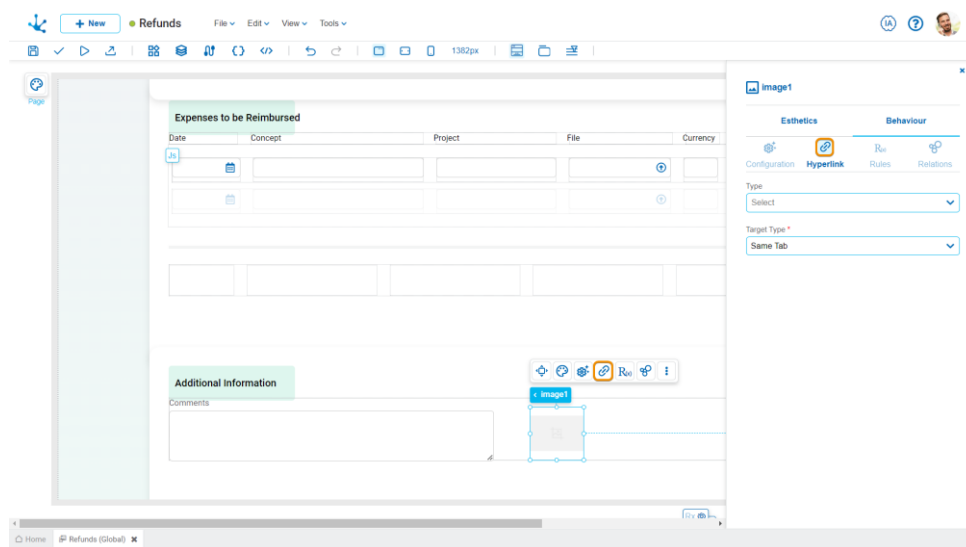 + New
Refunds
File
Edit
View
Tools
IA
?
1382px
Page
Expenses to be Reimbursed
Date
Concept
Project
File
Currency
Js
Additional Information
Comments
R(x)
< image1
image1
Esthetics
Behaviour
R(x)
Configuration
Hyperlink
Rules
Relations
Type
Select
Target Type *
Same Tab
Home
Refunds (Global)